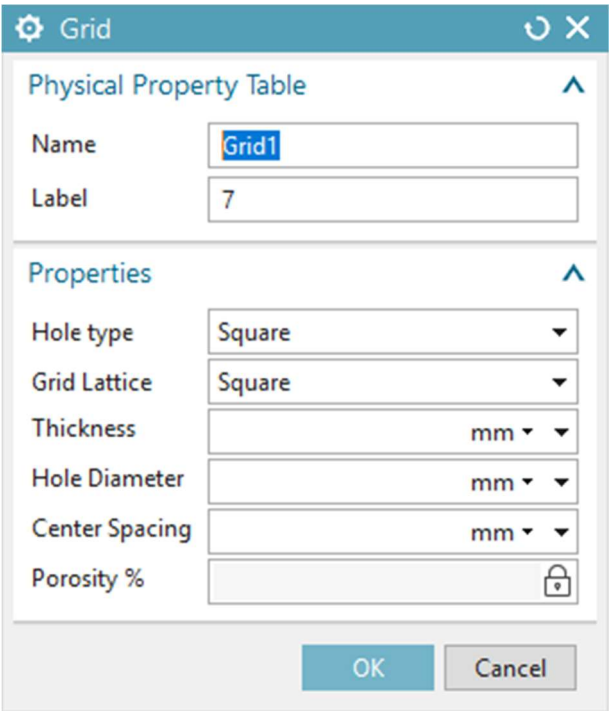 Grid
Physical Property Table
Name Grid1
Label 7
Properties
Hole type Square
Grid Lattice Square
Thickness mm
Hole Diameter mm
Center Spacing mm
Porosity %
OK Cancel